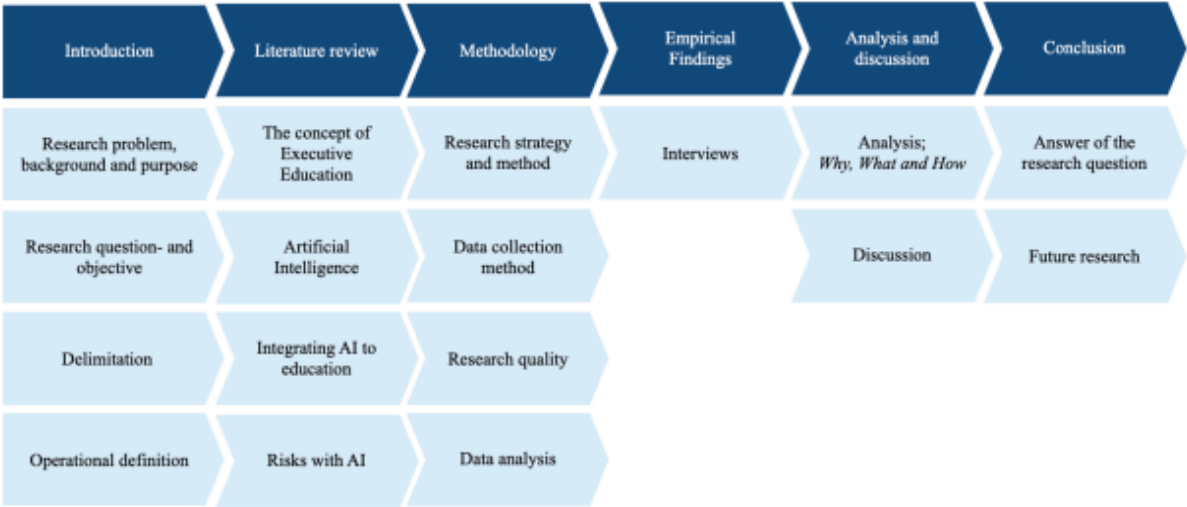 Introduction
Literature review
Methodology
Empirical
Findings
Analysis and
discussion
Conclusion
Research problem,
background and purpose
The concept of
Executive
Education
Research strategy
and method
Interviews
Analysis;
Why, What and How
Answer of the
research question
Research question- and
objective
Artificial
Intelligence
Data collection
method
Discussion
Future research
Delimitation
Integrating AI to
education
Research quality
Operational definition
Risks with AI
Data analysis